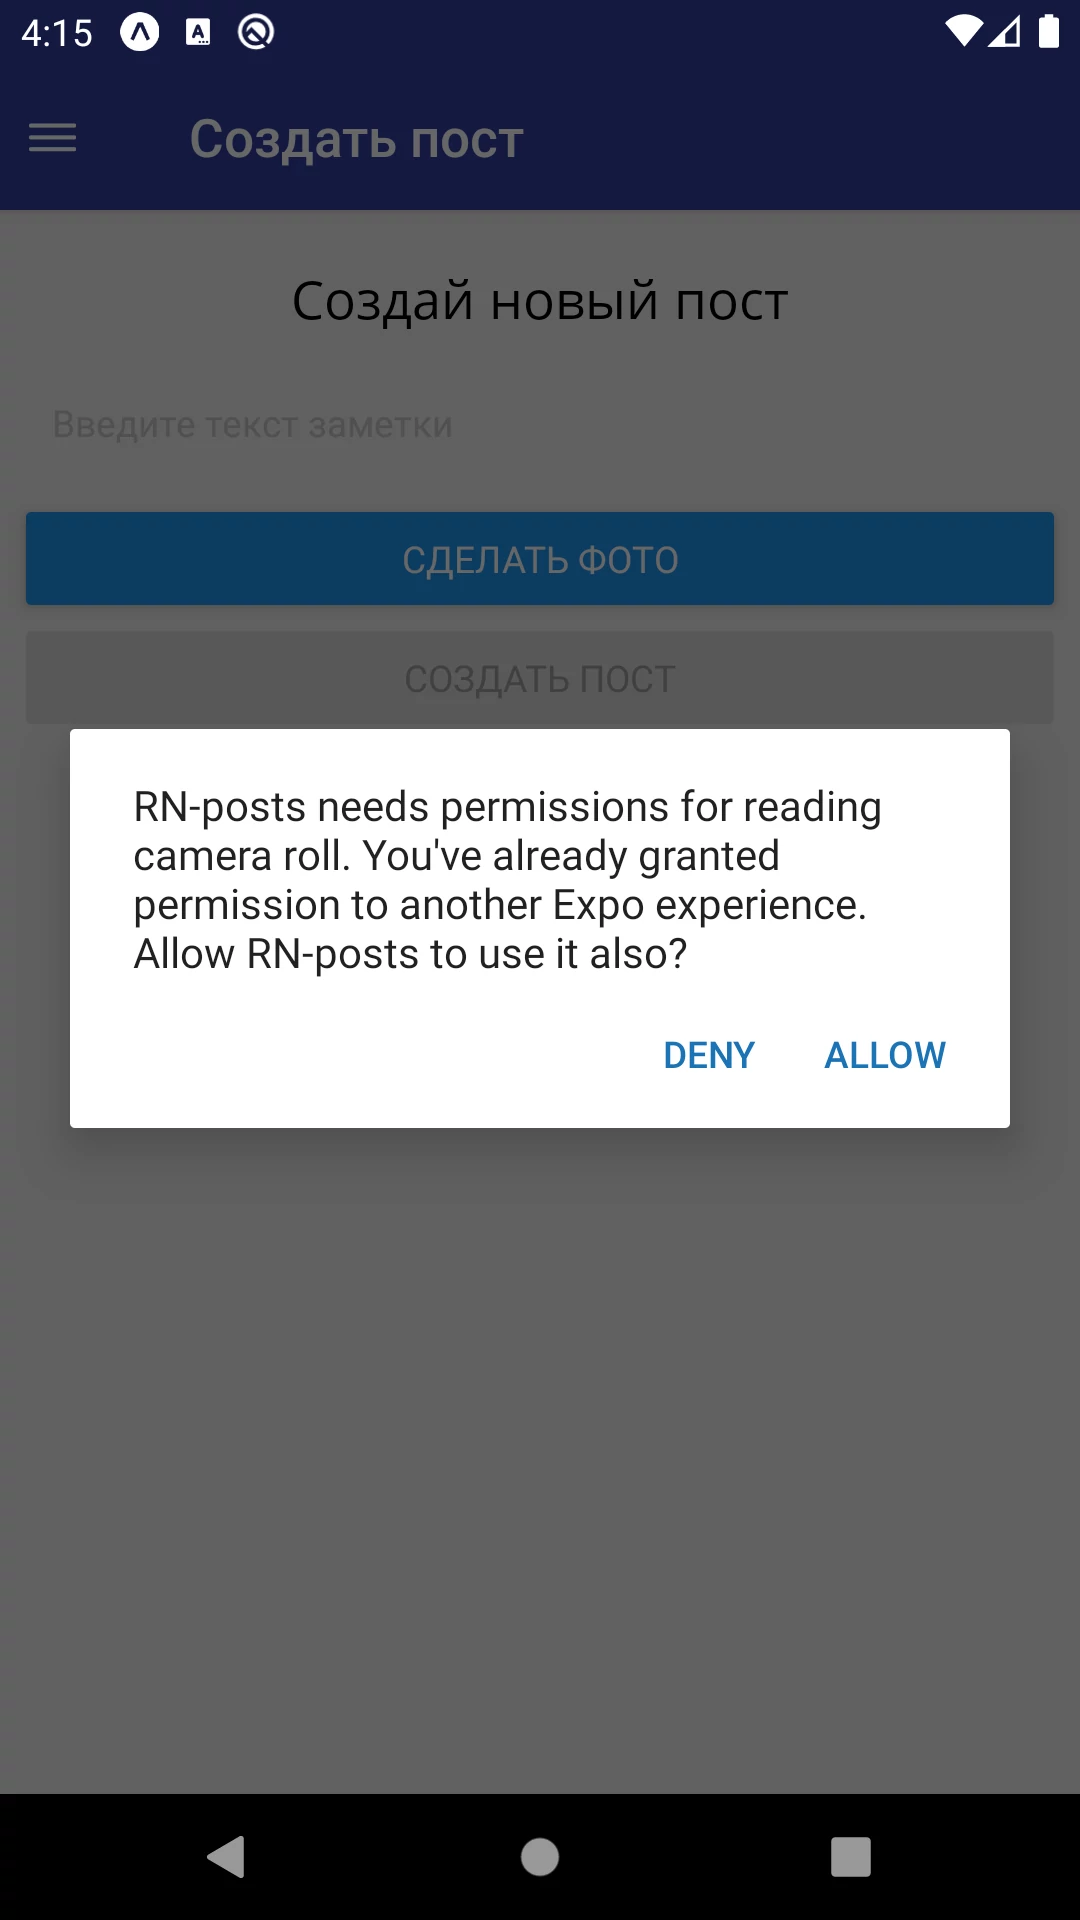 4:15
Создать пост
Создай новый пост
Введите текст заметки
СДЕЛАТЬ ФОТО
СОЗДАТЬ ПОСТ
RN-posts needs permissions for reading
camera roll. You've already granted
permission to another Expo experience.
Allow RN-posts to use it also?
DENY ALLOW